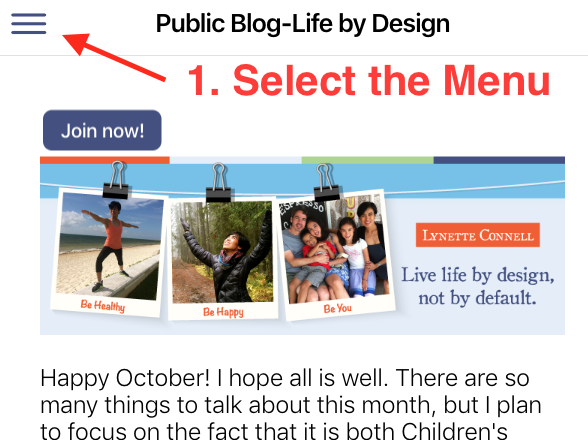 Public Blog-Life by Design
1. Select the Menu
Join now!
ESPRESSO
LYNETTE CONNELL
Live life by design,
not by default.
Be Healthy
Be Happy
Be You
Happy October! I hope all is well. There are so
many things to talk about this month, but I plan
to focus on the fact that it is both Children's